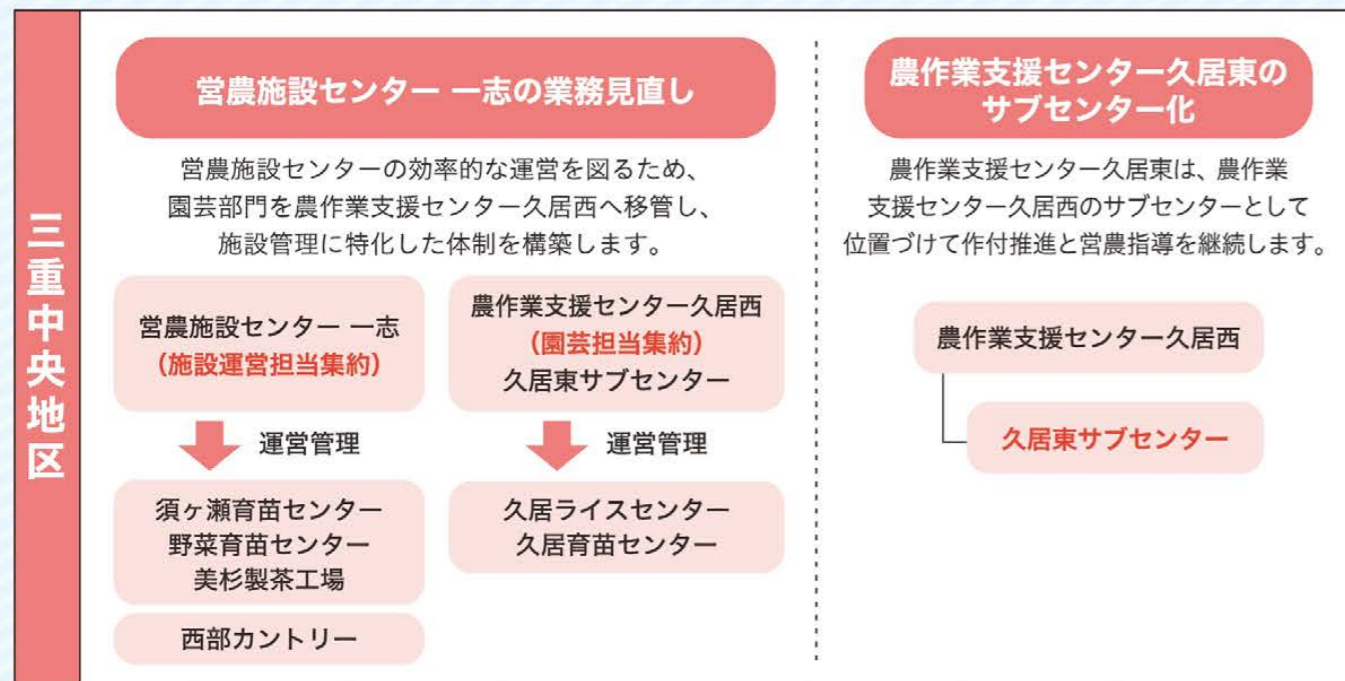 三重中央地区
営農施設センター 一志の業務見直し
営農施設センターの効率的な運営を図るため、
園芸部門を農作業支援センター久居西へ移管し、
施設管理に特化した体制を構築します。
営農施設センター 一志
（施設運営担当集約）
運営管理
須ヶ瀬育苗センター
野菜育苗センター
美杉製茶工場
西部カントリー
農作業支援センター久居西
（園芸担当集約）
久居東サブセンター
運営管理
久居ライスセンター
久居育苗センター
農作業支援センター久居東の
サブセンター化
農作業支援センター久居東は、農作業
支援センター久居西のサブセンターとして
位置づけて作付推進と営農指導を継続します。
農作業支援センター久居西
久居東サブセンター